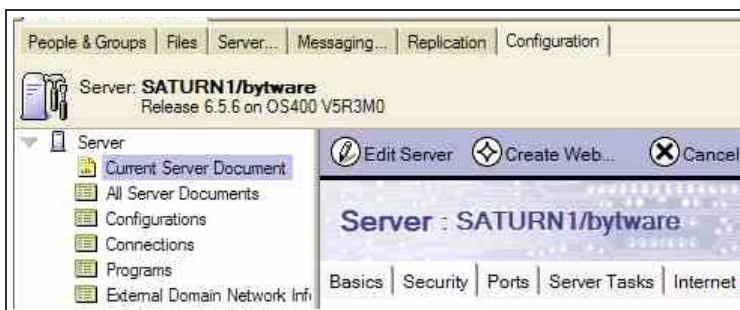 People & Groups Files Server... Messaging... Replication Configuration
Server: SATURN1/bytware
Release 6.5.6 on OS400 V5R3M0
Server
Current Server Document
All Server Documents
Configurations
Connections
Programs
External Domain Network Inf
Edit Server Create Web... Cancel
Server : SATURN1/bytware
Basics Security Ports Server Tasks Internet